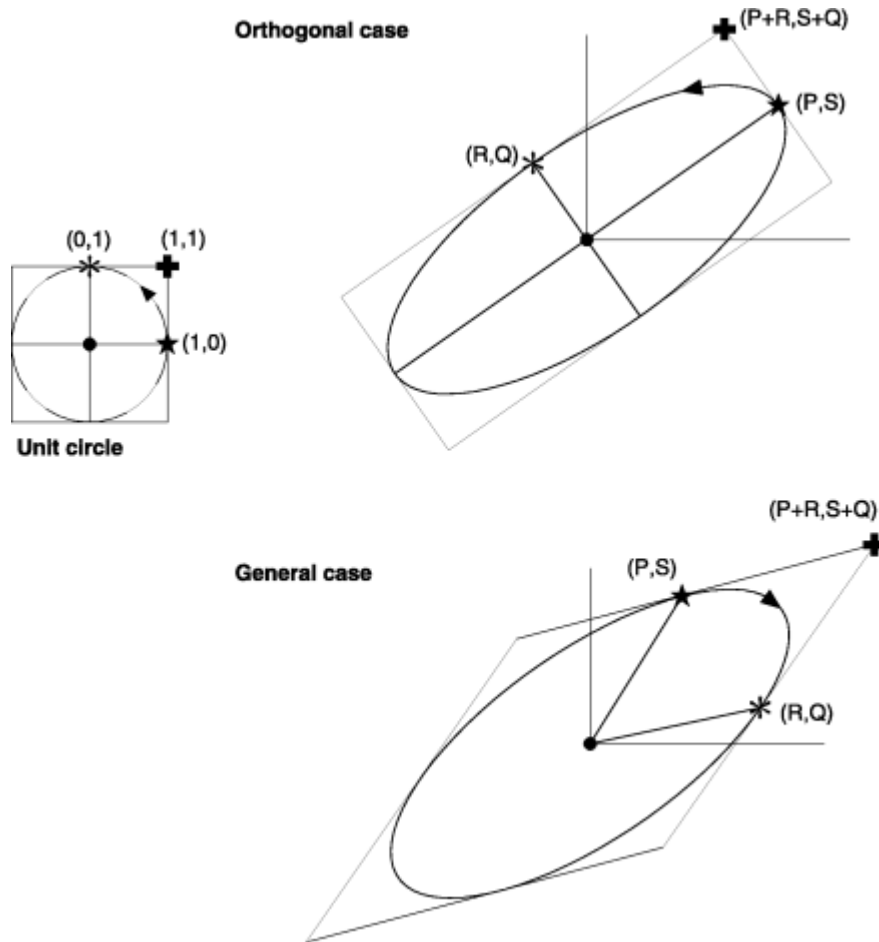 (P+R,S+Q)
Orthogonal case
(P,S)
(R,Q)
(0,1)
(1,1)
(1,0)
Unit circle
(P+R,S+Q)
General case
(P,S)
(R,Q)